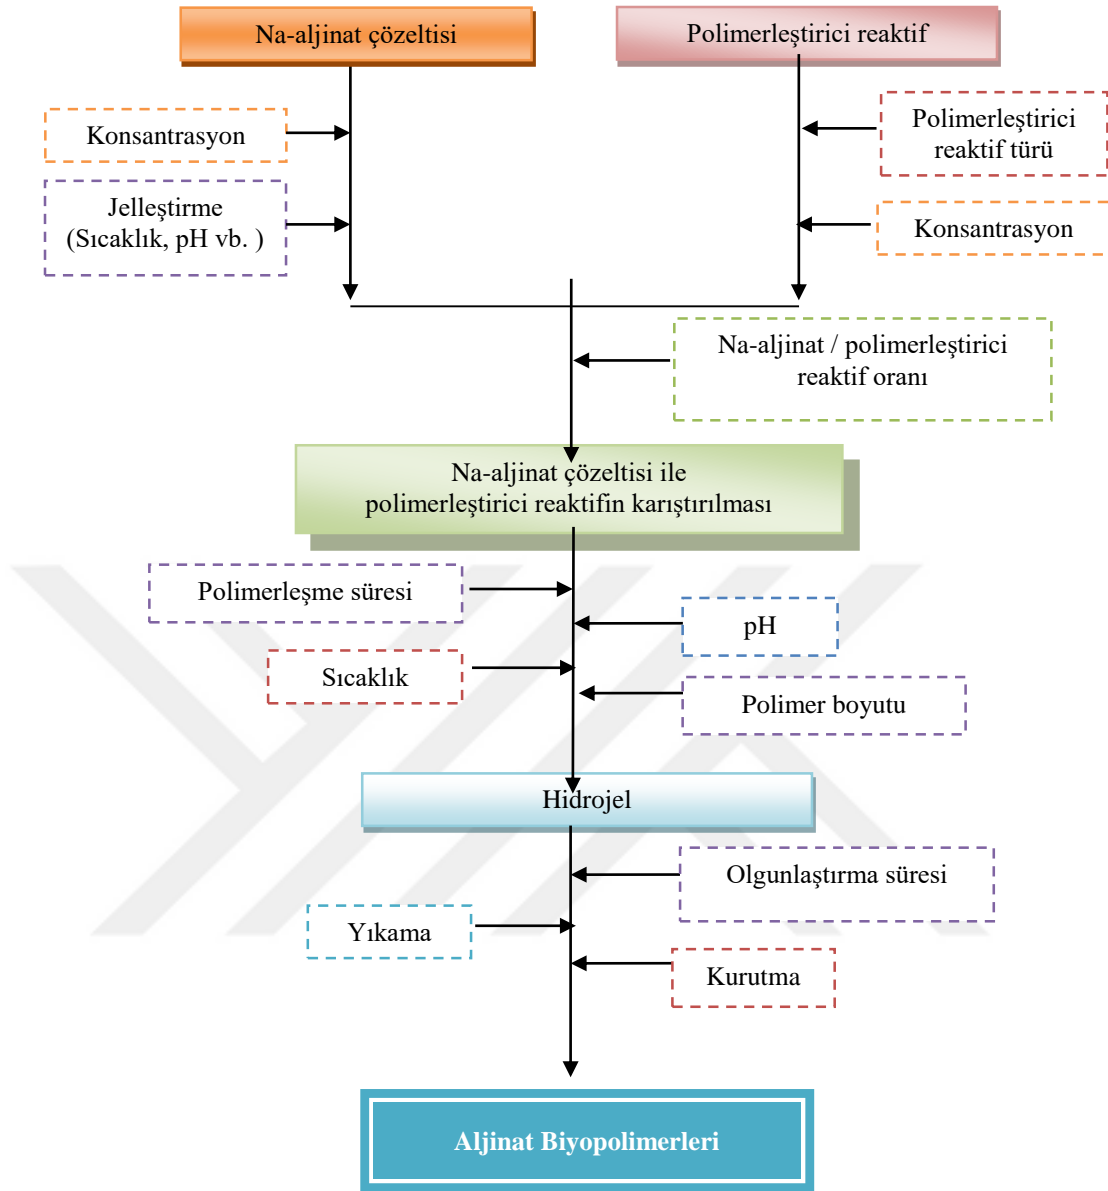 Na-aljinat çözeltisi
Polimerleştirici reaktif
Konsantrasyon
Polimerleştirici
reaktif türü
Jelleştirme
(Sıcaklık, pH vb. )
Konsantrasyon
Na-aljinat / polimerleştirici
reaktif oranı
Na-aljinat çözeltisi ile
polimerleştirici reaktifin karıştırılması
Polimerleşme süresi
pH
Sıcaklık
Polimer boyutu
Hidrojel
Olgunlaştırma süresi
Yıkama
Kurutma
Aljinat Biyopolimerleri